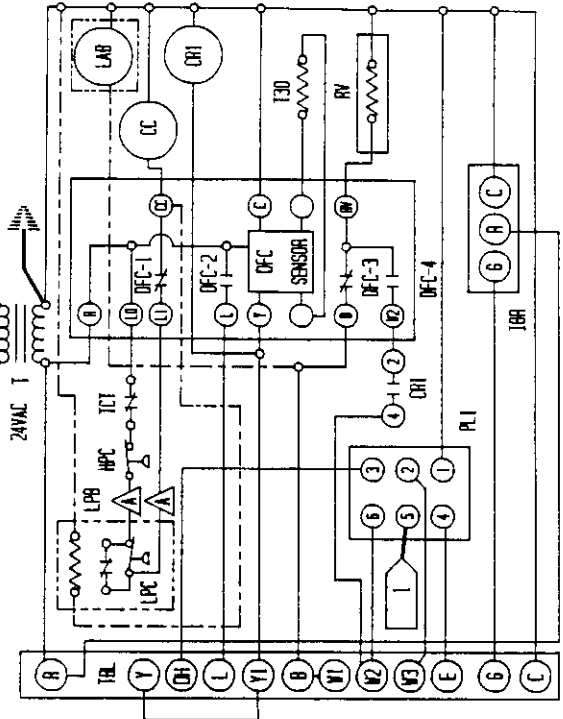 24VAC T
LAB
CC
CR1
T3D
RV
R
LO
DFC-1
L1
CC
DFC-2
L
Y
DFC
SENSOR
C
B
DFC-3
W2
RV
DFC-4
TCT
HPC
LPB
A
A
LPC
2
4
CR1
PL1
3
2
1
6
5
4
1
IBR
G
R
C
R
TBL
Y
DH
L
Y1
B
W1
W2
W3
E
G
C